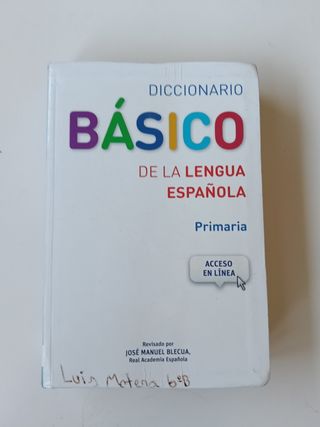 DICCIONARIO
BÁSICO
DE LA LENGUA
ESPAÑOLA
Primaria
ACCESO
EN LÍNEA
Revisado por
JOSÉ MANUEL BLECUA,
Real Academia Española
Luis Matena 6ºB